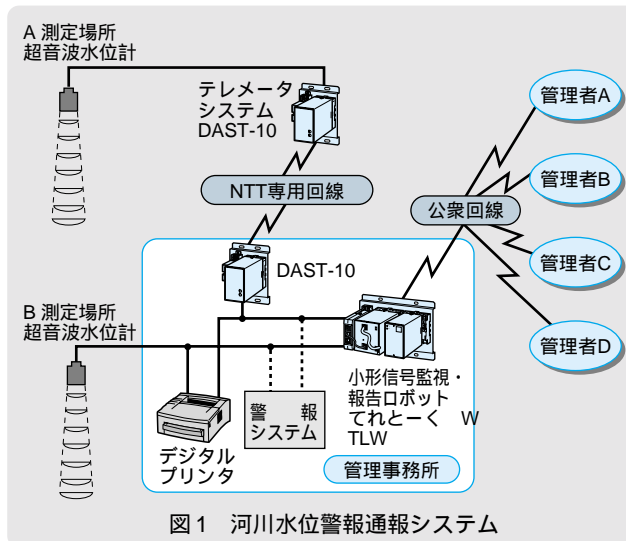 A 測定場所
超音波水位計
テレメータ
システム
DAST-10
NTT専用回線
公衆回線
管理者A
管理者B
管理者C
管理者D
DAST-10
B 測定場所
超音波水位計
デジタル
プリンタ
警 報
システム
小形信号監視・
報告ロボット
てれとーく W
TLW
管理事務所
図1 河川水位警報通報システム